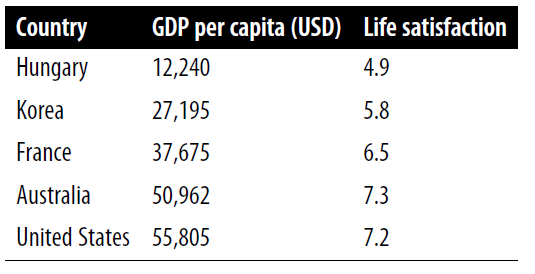 Country GDP per capita (USD) Life satisfaction
Hungary 12,240 4.9
Korea 27,195 5.8
France 37,675 6.5
Australia 50,962 7.3
United States 55,805 7.2